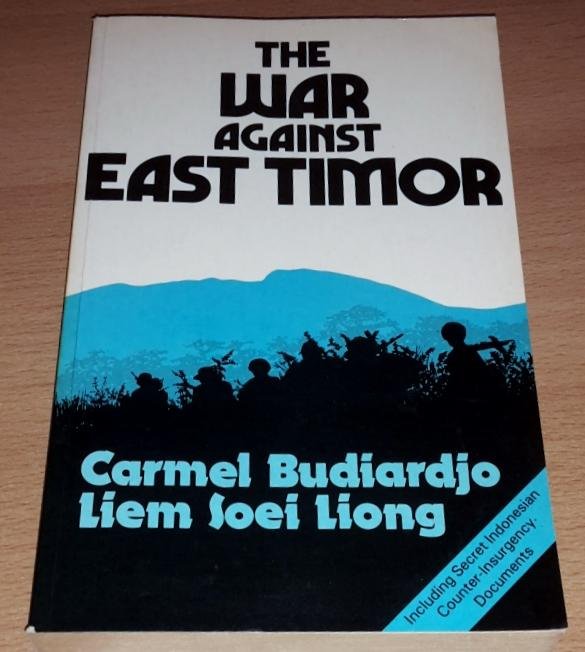 THE
WAR
AGAINST
EAST TIMOR
Carmel Budiardjo
Liem Soei Liong
Including Secret Indonesian
Counter-Insurgency.
Documents